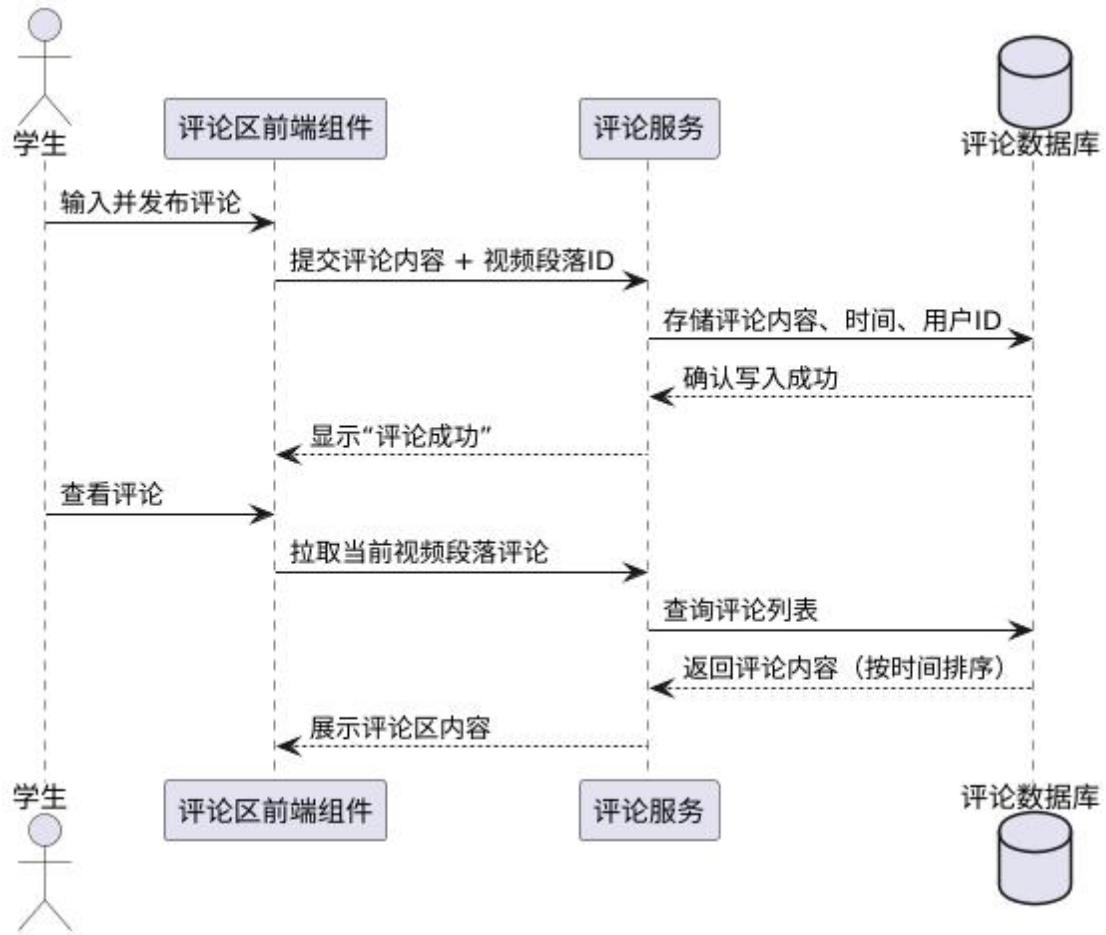 学生
评论区前端组件
评论服务
评论数据库
输入并发布评论
提交评论内容 + 视频段落ID
存储评论内容、时间、用户ID
确认写入成功
显示“评论成功”
查看评论
拉取当前视频段落评论
查询评论列表
返回评论内容（按时间排序）
展示评论区内容
学生
评论区前端组件
评论服务
评论数据库